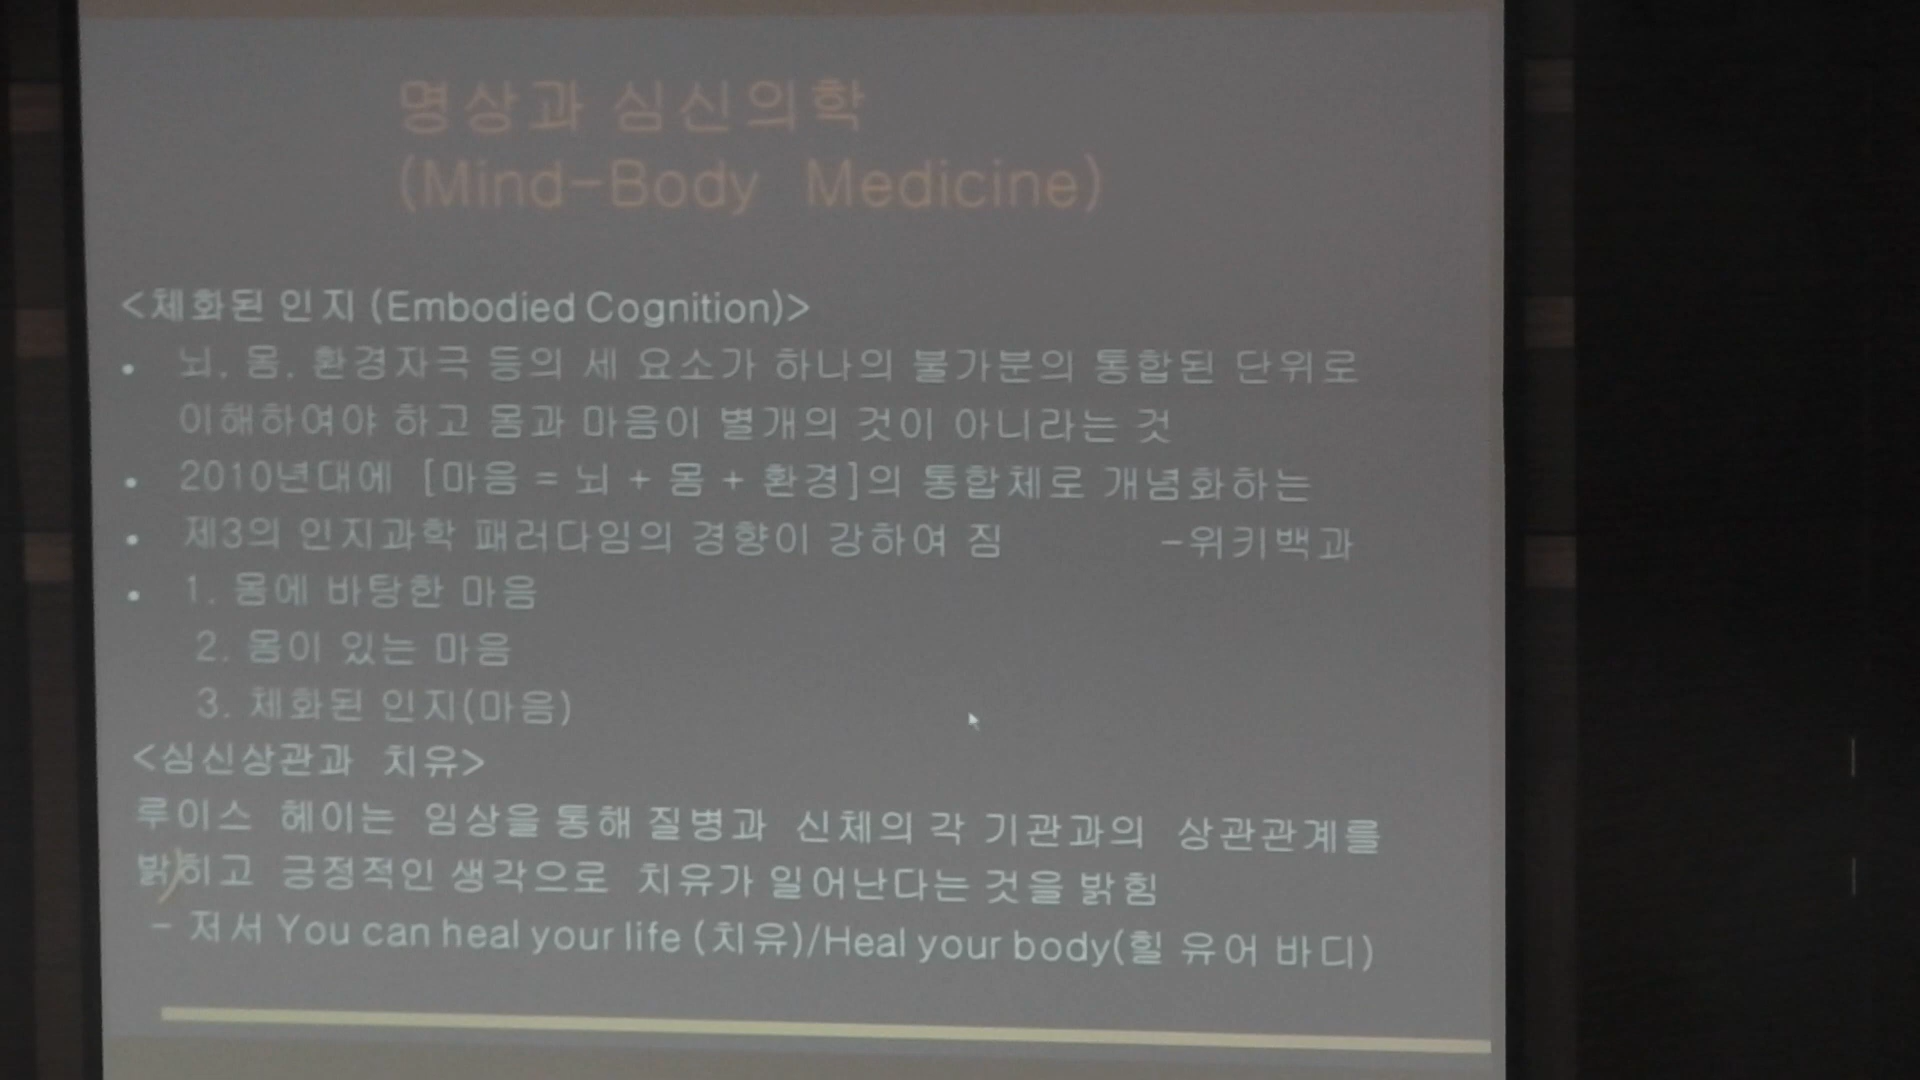 명상과 심신의학
(Mind-Body Medicine)
<체화된 인지 (Embodied Cognition)>
• 뇌, 몸, 환경자극 등의 세 요소가 하나의 불가분의 통합된 단위로
이해하여야 하고 몸과 마음이 별개의 것이 아니라는 것
• 2010년대에 [마음 = 뇌 + 몸 + 환경]의 통합체로 개념화하는
• 제3의 인지과학 패러다임의 경향이 강하여 짐 -위키백과
• 1. 몸에 바탕한 마음
2. 몸이 있는 마음
3. 체화된 인지(마음)
<심신상관과 치유>
루이스 헤이는 임상을 통해 질병과 신체의 각 기관과의 상관관계를
밝히고 긍정적인 생각으로 치유가 일어난다는 것을 밝힘
- 저서 You can heal your life (치유)/Heal your body(힐 유어 바디)